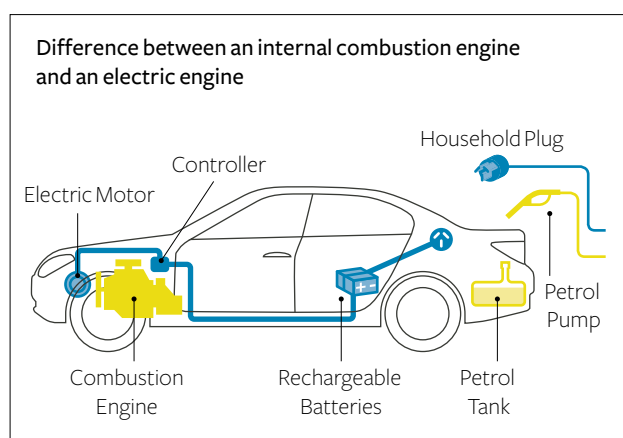 Difference between an internal combustion engine
and an electric engine
Household Plug
Controller
Electric Motor
Petrol
Pump
Combustion
Engine
Rechargeable
Batteries
Petrol
Tank